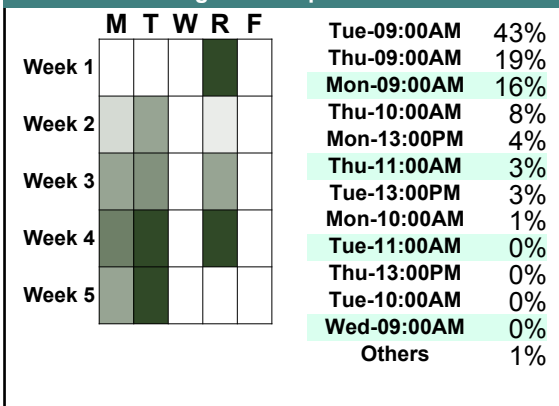 M T W R F
Week 1
Week 2
Week 3
Week 4
Week 5
Tue-09:00AM 43%
Thu-09:00AM 19%
Mon-09:00AM 16%
Thu-10:00AM 8%
Mon-13:00PM 4%
Thu-11:00AM 3%
Tue-13:00PM 3%
Mon-10:00AM 1%
Tue-11:00AM 0%
Thu-13:00PM 0%
Tue-10:00AM 0%
Wed-09:00AM 0%
Others 1%